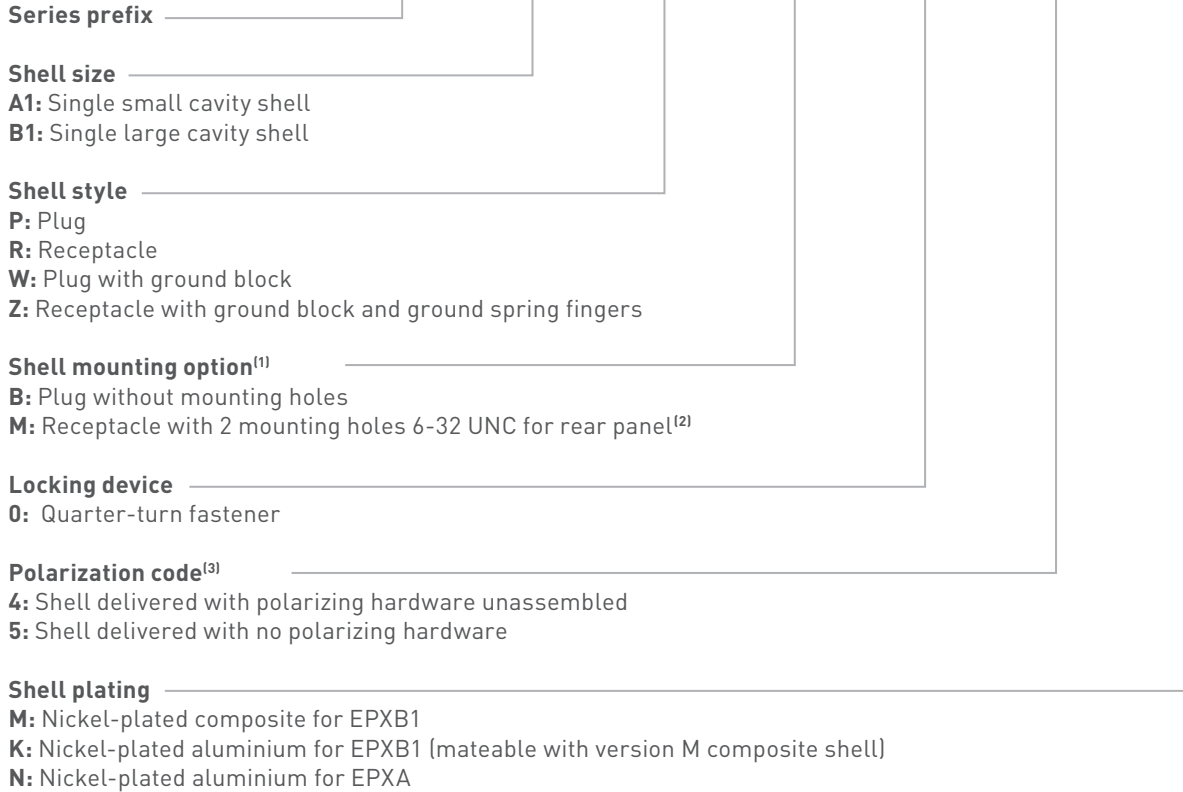 Series prefix
Shell size
A1: Single small cavity shell
B1: Single large cavity shell
Shell style
P: Plug
R: Receptacle
W: Plug with ground block
Z: Receptacle with ground block and ground spring fingers
Shell mounting option(1)
B: Plug without mounting holes
M: Receptacle with 2 mounting holes 6-32 UNC for rear panel(2)
Locking device
0: Quarter-turn fastener
Polarization code(3)
4: Shell delivered with polarizing hardware unassembled
5: Shell delivered with no polarizing hardware
Shell plating
M: Nickel-plated composite for EPXB1
K: Nickel-plated aluminium for EPXB1 (mateable with version M composite shell)
N: Nickel-plated aluminium for EPXA